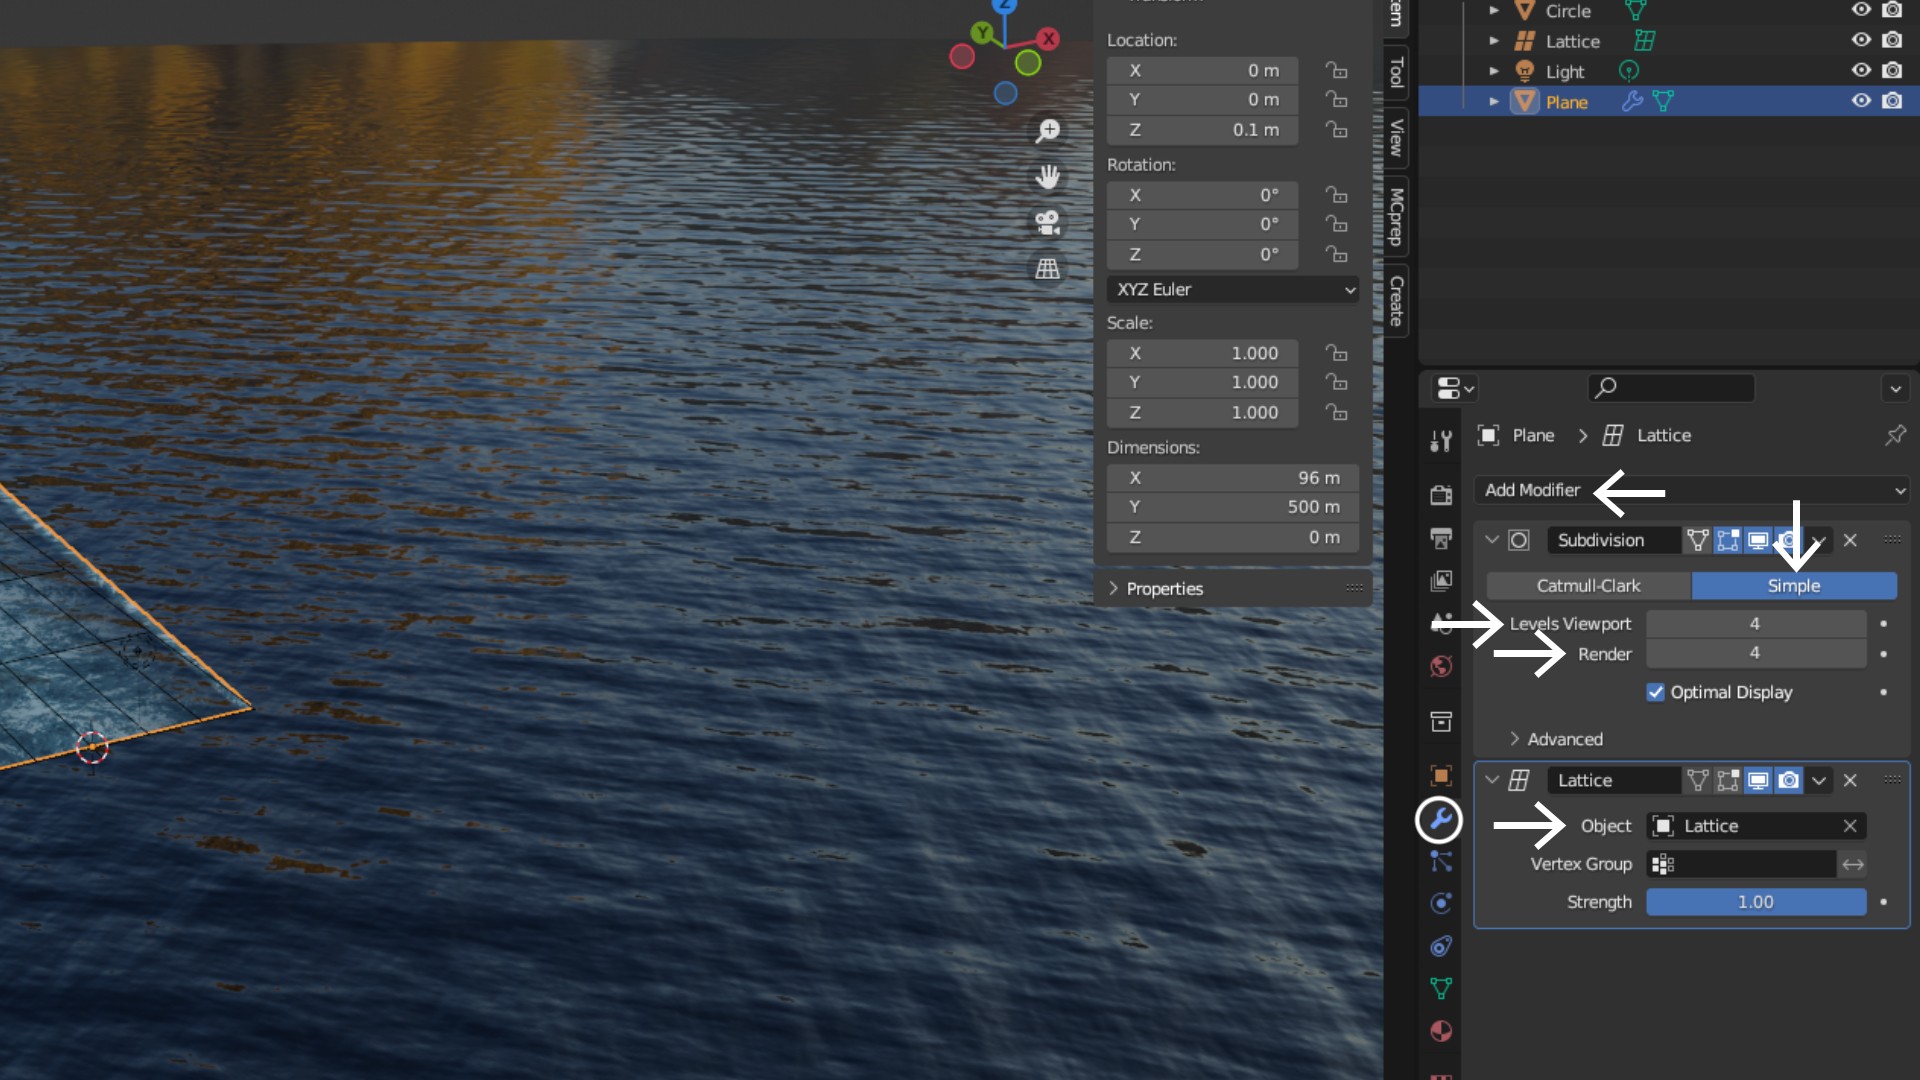 Z
Y
X
Location:
X 0 m
Y 0 m
Z 0.1 m
Rotation:
X 0°
Y 0°
Z 0°
XYZ Euler
Scale:
X 1.000
Y 1.000
Z 1.000
Dimensions:
X 96 m
Y 500 m
Z 0 m
Properties
Tool
View
MCprep
Create
Circle
Lattice
Light
Plane
Plane > Lattice
Add Modifier
Subdivision
Catmull-Clark Simple
Levels Viewport 4
Render 4
Optimal Display
Advanced
Lattice
Object Lattice
Vertex Group
Strength 1.00